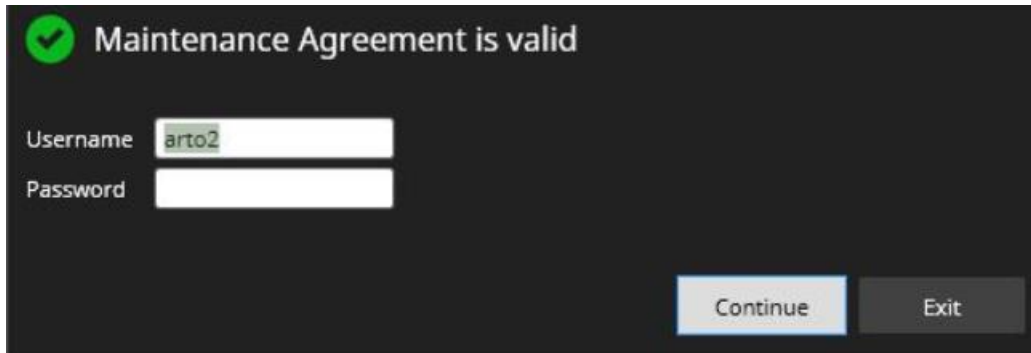 Maintenance Agreement is valid
Username arto2
Password
Continue Exit